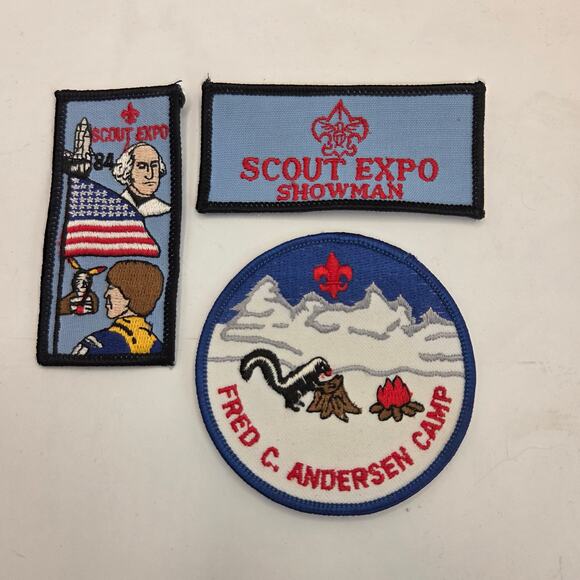 SCOUT EXPO
'84
SCOUT EXPO
SHOWMAN
FRED C. ANDERSEN CAMP